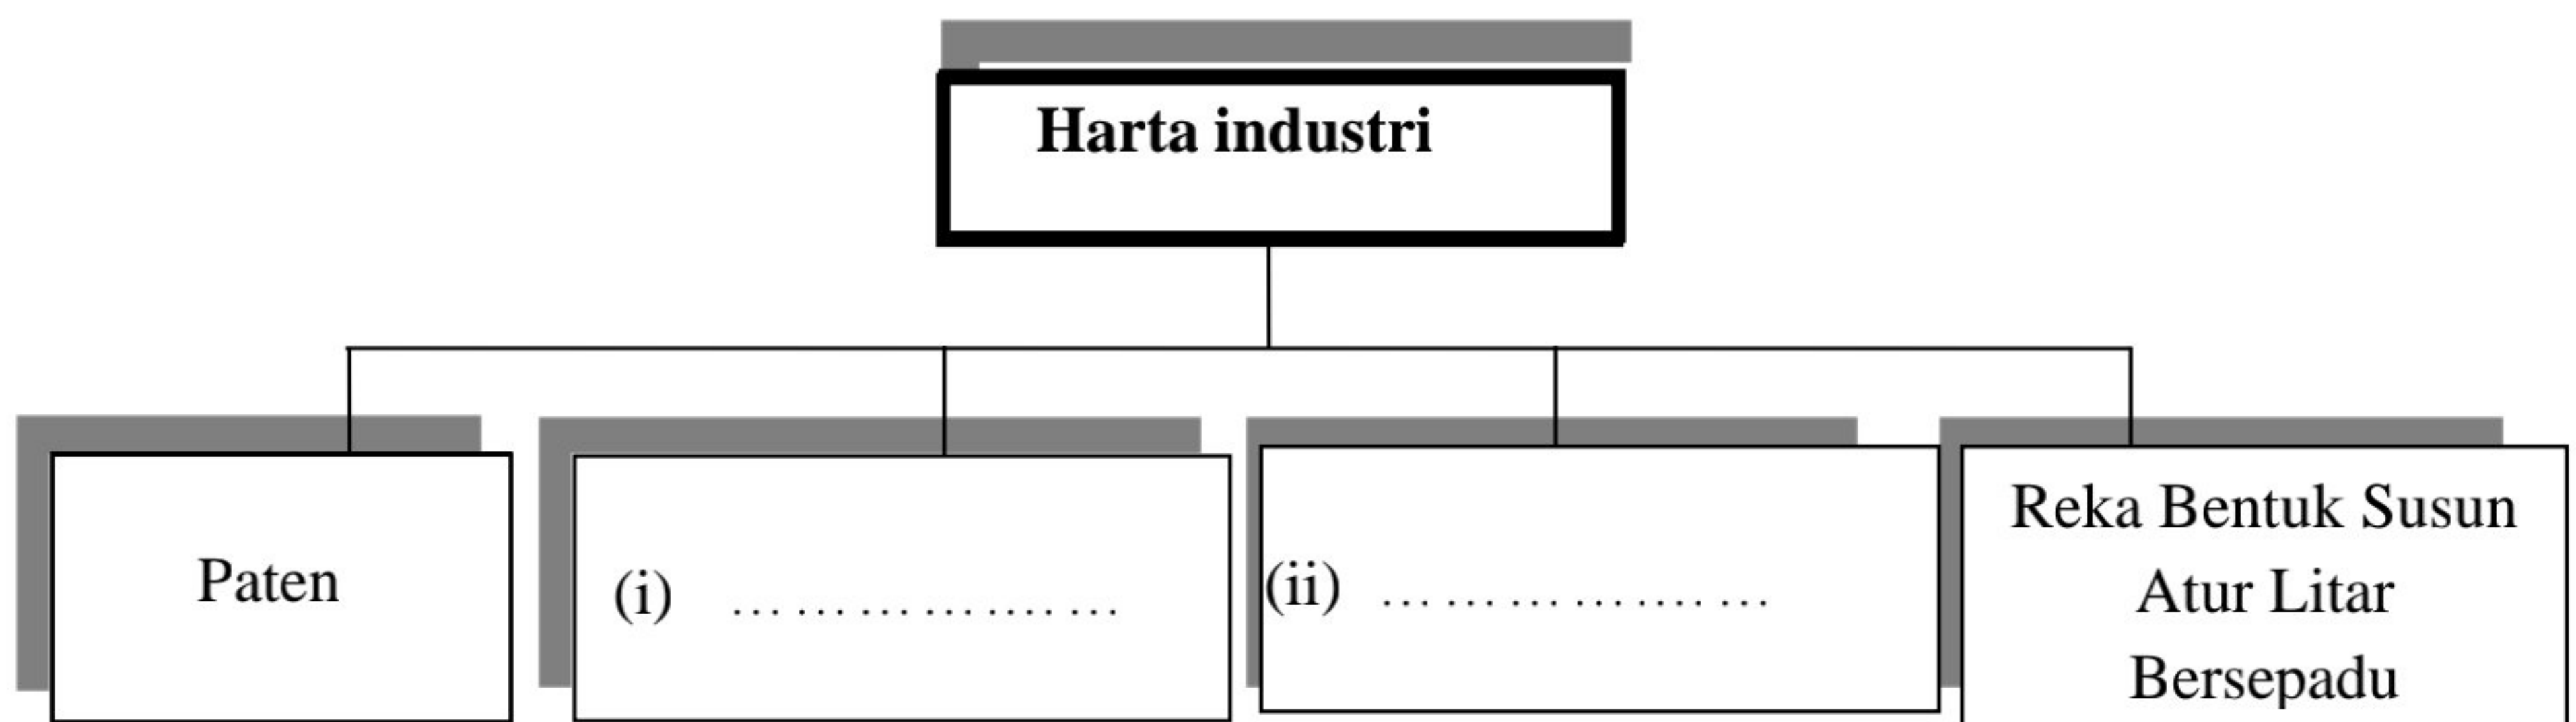 Harta industri
Paten
(i) ………………….…
(ii) ………………….…
Reka Bentuk Susun
Atur Litar
Bersepadu